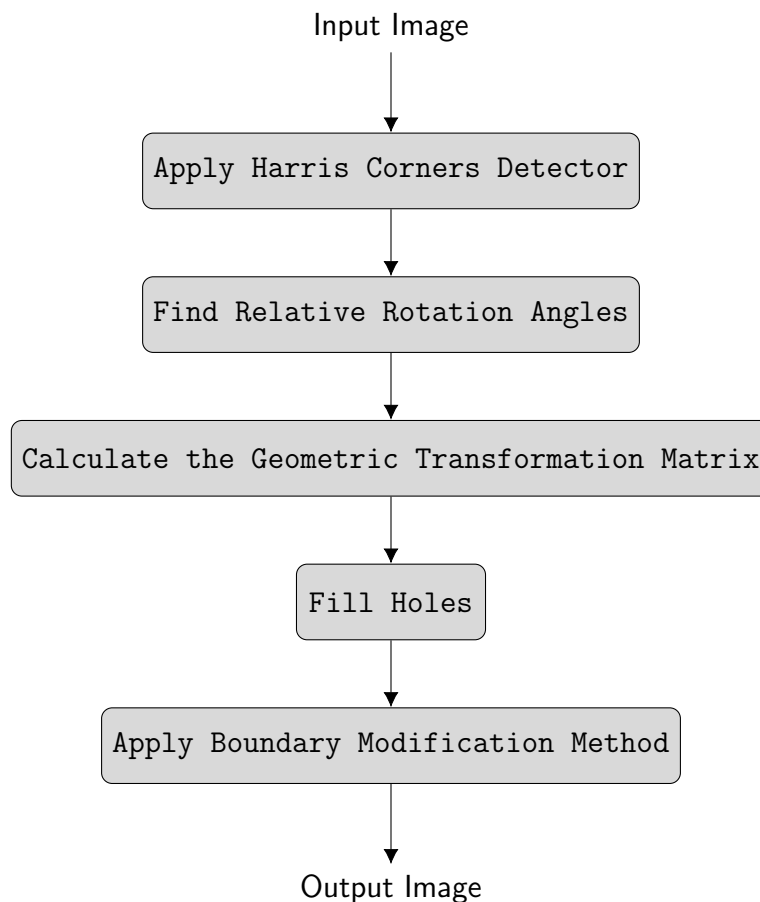 Input Image
Apply Harris Corners Detector
Find Relative Rotation Angles
Calculate the Geometric Transformation Matrix
Fill Holes
Apply Boundary Modification Method
Output Image